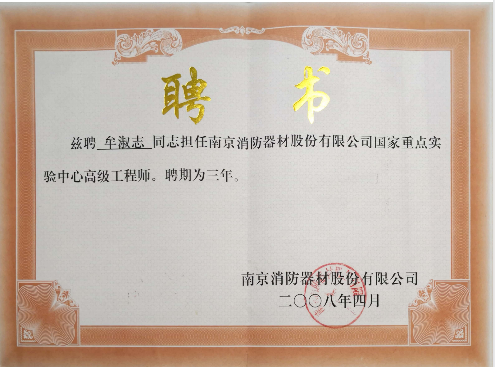 聘书
兹聘 牟淑志 同志担任南京消防器材股份有限公司国家重点实
验中心高级工程师。聘期为三年。
南京消防器材股份有限公司
二〇〇八年四月